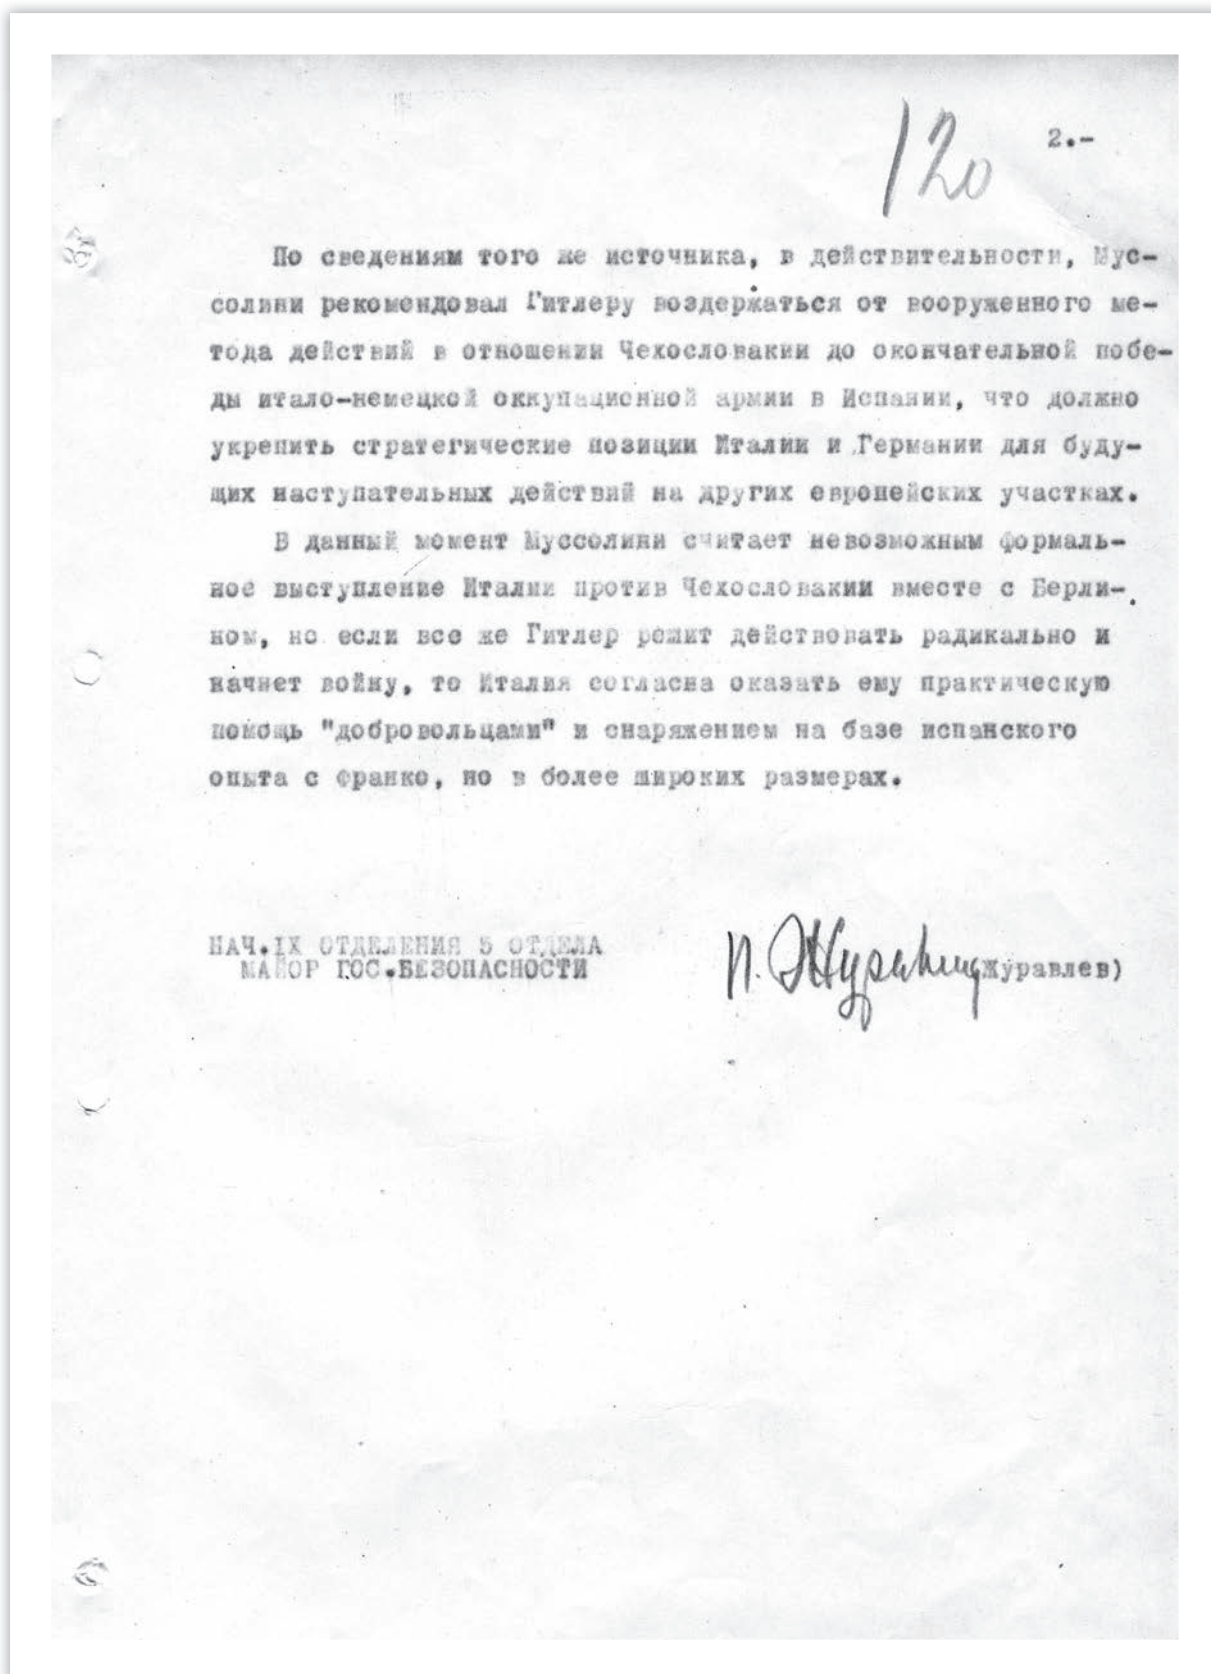 120
2.-
По сведениям того же источника, в действительности, Мус-
солини рекомендовал Гитлеру воздержаться от вооруженного ме-
тода действий в отношении Чехословакии до окончательной побе-
ды итало-немецкой оккупационной армии в Испании, что должно
укрепить стратегические позиции Италии и Германии для буду-
щих наступательных действий на других европейских участках.
В данный момент Муссолини считает невозможным формаль-
ное выступление Италии против Чехословакии вместе с Берли-
ном, но если все же Гитлер решит действовать радикально и
начнет войну, то Италия согласна оказать ему практическую
помощь "добровольцами" и снаряжением на базе испанского
опыта с Франко, но в более широких размерах.
НАЧ.IX ОТДЕЛЕНИЯ 5 ОТДЕЛА
МАЙОР ГОС.БЕЗОПАСНОСТИ
П. Журавлев (Журавлев)